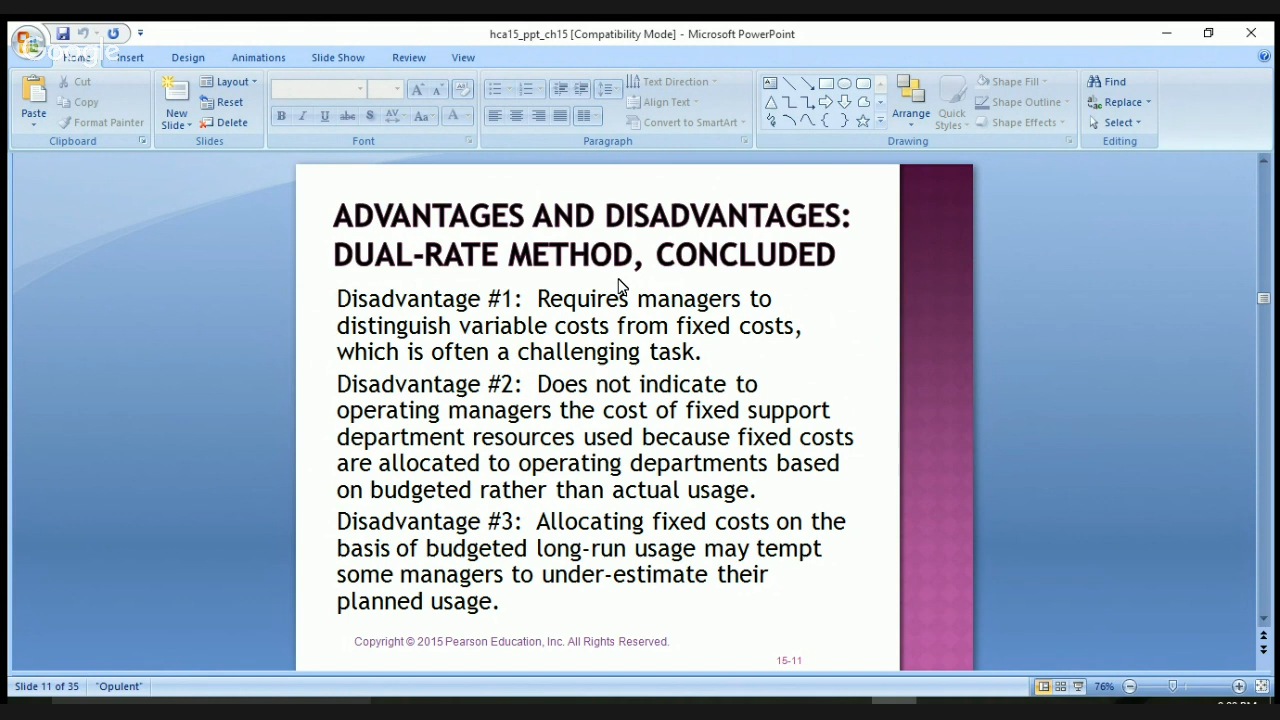 hca15_ppt_ch15 [Compatibility Mode] - Microsoft PowerPoint
Google
Home Insert Design Animations Slide Show Review View
Paste
Cut
Copy
Format Painter
Clipboard
New Slide
Layout
Reset
Delete
Slides
B I U abc S AV Aa A
Font
Text Direction
Align Text
Convert to SmartArt
Paragraph
Arrange
Quick Styles
Shape Fill
Shape Outline
Shape Effects
Drawing
Find
Replace
Select
Editing
ADVANTAGES AND DISADVANTAGES:
DUAL-RATE METHOD, CONCLUDED
Disadvantage #1: Requires managers to
distinguish variable costs from fixed costs,
which is often a challenging task.
Disadvantage #2: Does not indicate to
operating managers the cost of fixed support
department resources used because fixed costs
are allocated to operating departments based
on budgeted rather than actual usage.
Disadvantage #3: Allocating fixed costs on the
basis of budgeted long-run usage may tempt
some managers to under-estimate their
planned usage.
Copyright © 2015 Pearson Education, Inc. All Rights Reserved.
15-11
Slide 11 of 35 "Opulent" 76%